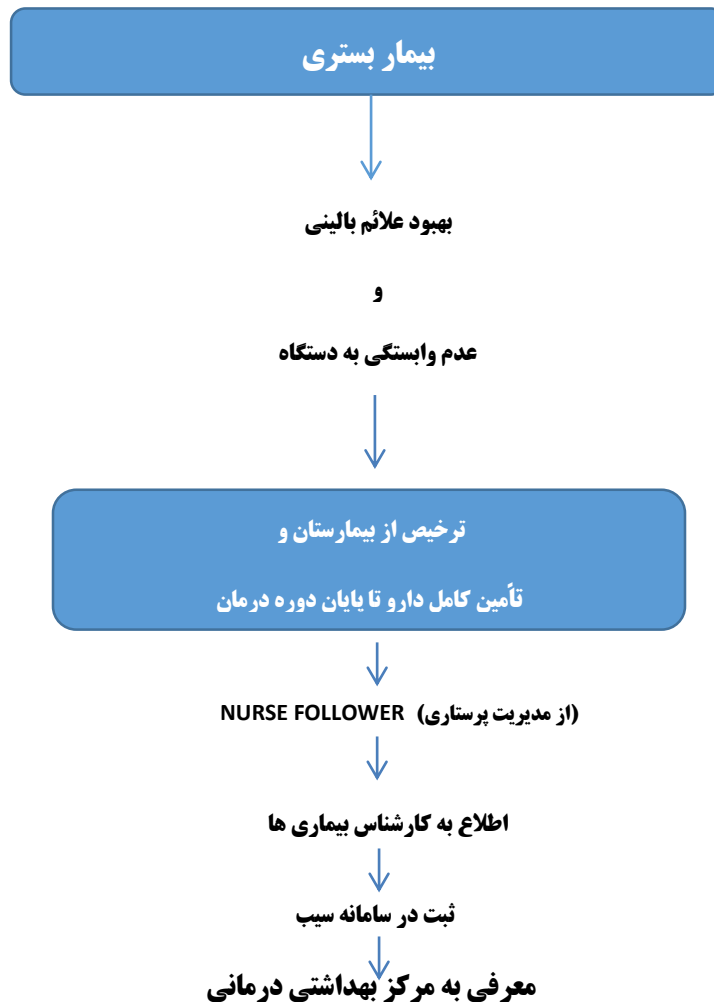 بیمار بستری
بهبود علائم بالینی
و
عدم وابستگی به دستگاه
ترخیص از بیمارستان و
تأمین کامل دارو تا پایان دوره درمان
(از مدیریت پرستاری) NURSE FOLLOWER
اطلاع به کارشناس بیماری ها
ثبت در سامانه سیب
معرفی به مرکز بهداشتی درمانی